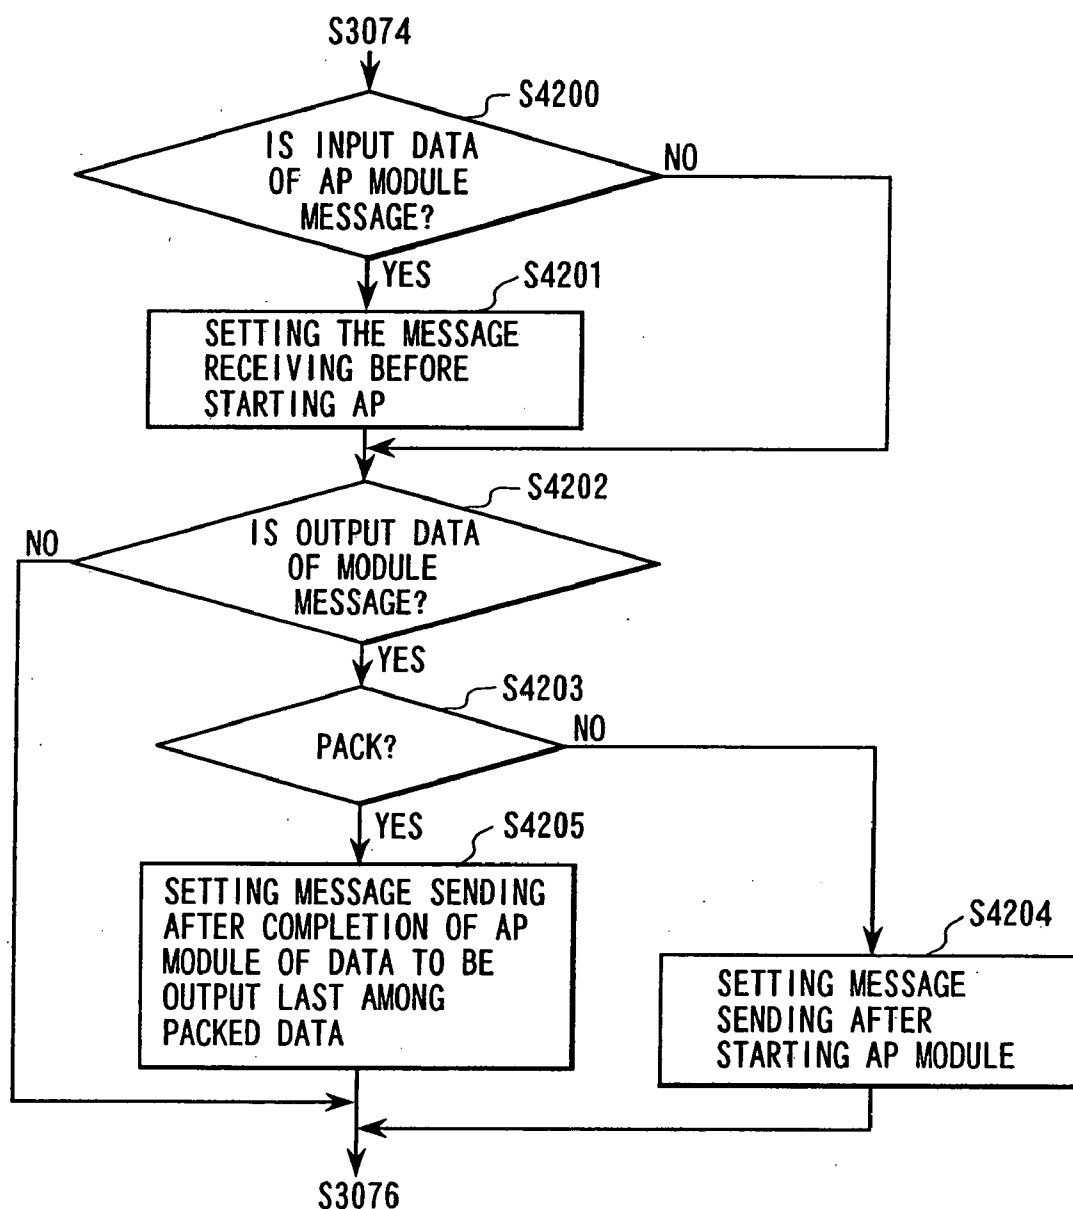 S3074
S4200
IS INPUT DATA
OF AP MODULE
MESSAGE?
NO
YES
S4201
SETTING THE MESSAGE
RECEIVING BEFORE
STARTING AP
S4202
NO
IS OUTPUT DATA
OF MODULE
MESSAGE?
YES
S4203
PACK?
NO
YES
S4205
SETTING MESSAGE SENDING
AFTER COMPLETION OF AP
MODULE OF DATA TO BE
OUTPUT LAST AMONG
PACKED DATA
S4204
SETTING MESSAGE
SENDING AFTER
STARTING AP MODULE
S3076